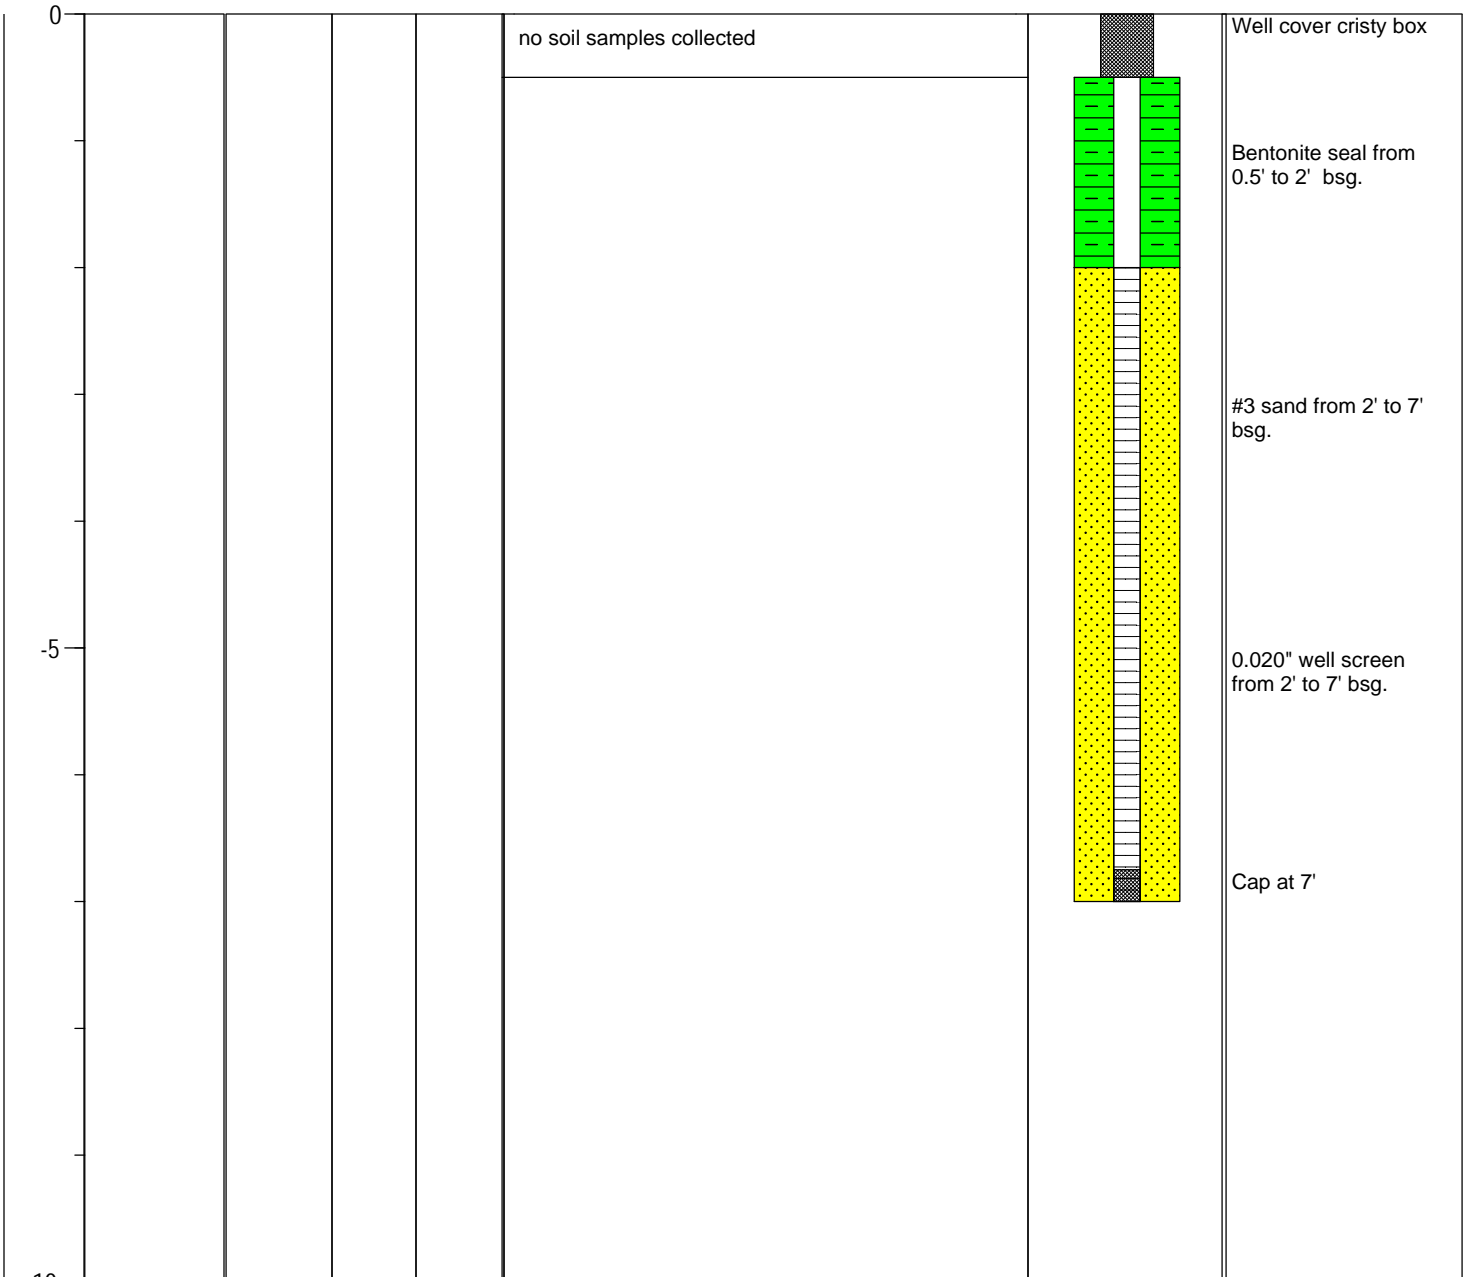 0
no soil samples collected
Well cover cristy box
Bentonite seal from
0.5' to 2'  bsg.
#3 sand from 2' to 7'
bsg.
-5
0.020" well screen
from 2' to 7' bsg.
Cap at 7'